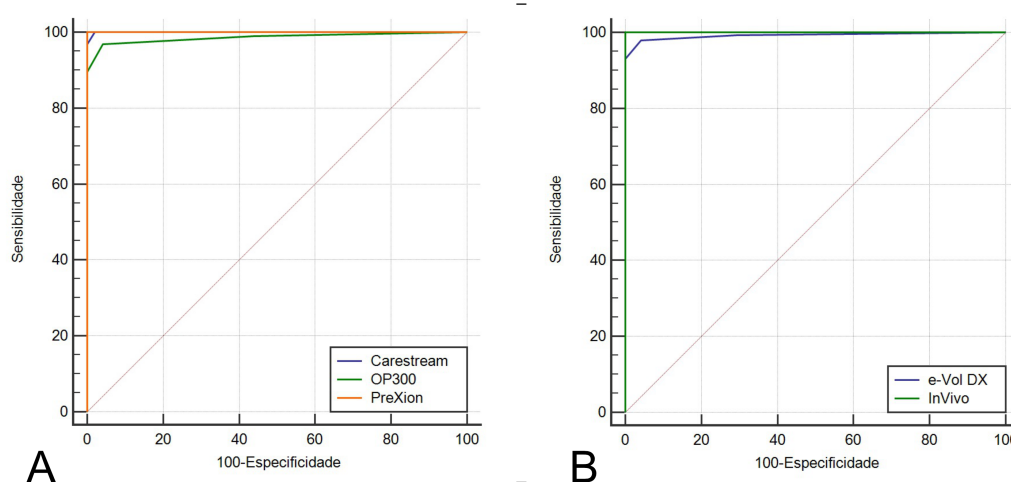 100
80
60
40
20
0
Sensibilidade
0 20 40 60 80 100
100-Especificidade
Carestream
OP300
PreXion
A
100
80
60
40
20
0
Sensibilidade
0 20 40 60 80 100
100-Especificidade
e-Vol DX
InVivo
B